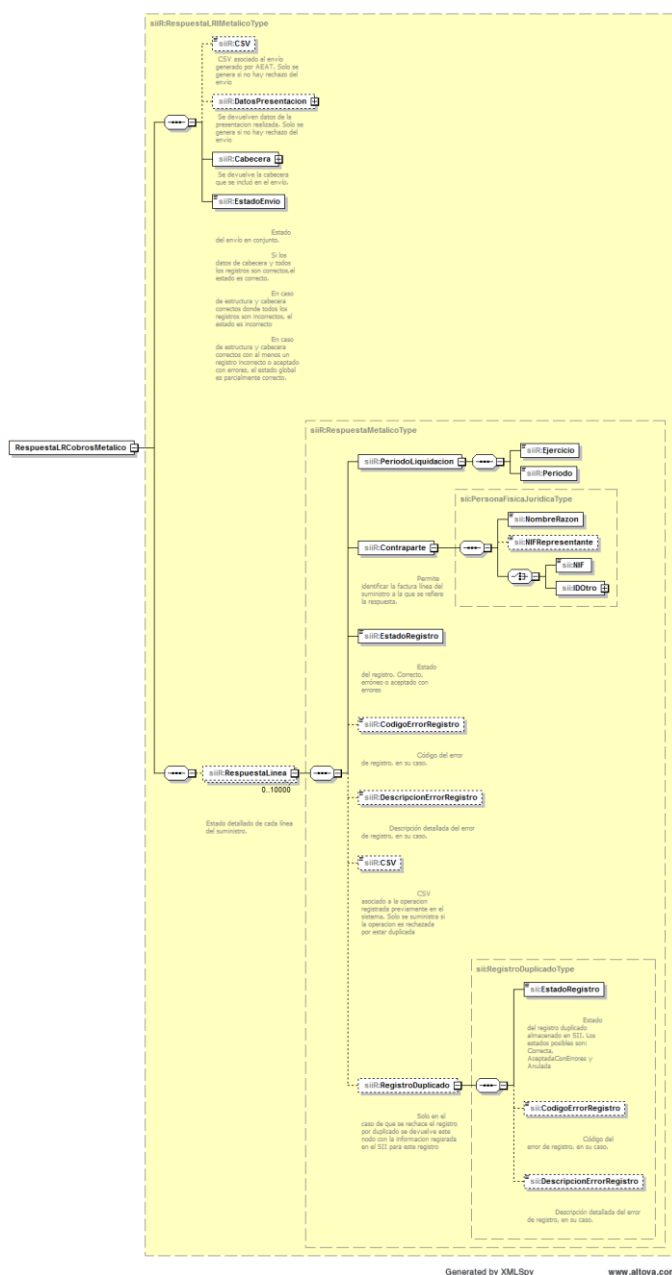 siiR:RespuestaLRIMetalicoType
siiR:CSV
CSV asociado al envío
generado por AEAT. Solo se
genera si no hay rechazo del
envío
siiR:DatosPresentacion
Se devuelven datos de la
presentacion realizada. Solo se
genera si no hay rechazo del
envío
siiR:Cabecera
Se devuelve la cabecera
que se incluó en el envío.
siiR:EstadoEnvio
Estado
del envío en conjunto.
Si los
datos de cabecera y todos
los registros son correctos,el
estado es correcto.
En caso
de estructura y cabecera
correctos donde todos los
registros son incorrectos, el
estado es incorrecto
En caso
de estructura y cabecera
correctos con al menos un
registro incorrecto o aceptado
con errores, el estado global
es parcialmente correcto.
RespuestaLRCobrosMetalico
siiR:RespuestaMetalicoType
siiR:PeriodoLiquidacion
sii:Ejercicio
sii:Periodo
siiR:Contraparte
Permite
identificar la factura línea del
suministro a la que se refiere
la respuesta.
sii:PersonaFisicaJuridicaType
sii:NombreRazon
sii:NIFRepresentante
sii:NIF
sii:IDOtro
siiR:EstadoRegistro
Estado
del registro. Correcto,
erróneo o aceptado con
errores
siiR:CodigoErrorRegistro
Código del error
de registro, en su caso.
siiR:RespuestaLinea
0..10000
Estado detallado de cada línea
del suministro.
siiR:DescripcionErrorRegistro
Descripción detallada del error
de registro, en su caso.
siiR:CSV
CSV
asociado a la operacion
registrada previamente en el
sistema. Solo se suministra si
la operacion es rechazada
por estar duplicada
siiR:RegistroDuplicado
Solo en el
caso de que se rechace el registro
por duplicado se devuelve este
nodo con la informacion registrada
en el SII para este registro
sii:RegistroDuplicadoType
sii:EstadoRegistro
Estado
del registro duplicado
almacenado en SII. Los
estados posibles son:
Correcta,
AceptadaConErrores y
Anulada
sii:CodigoErrorRegistro
Código del
error de registro, en su caso.
sii:DescripcionErrorRegistro
Descripción detallada del error
de registro, en su caso.
Generated by XMLSpy
www.altova.com